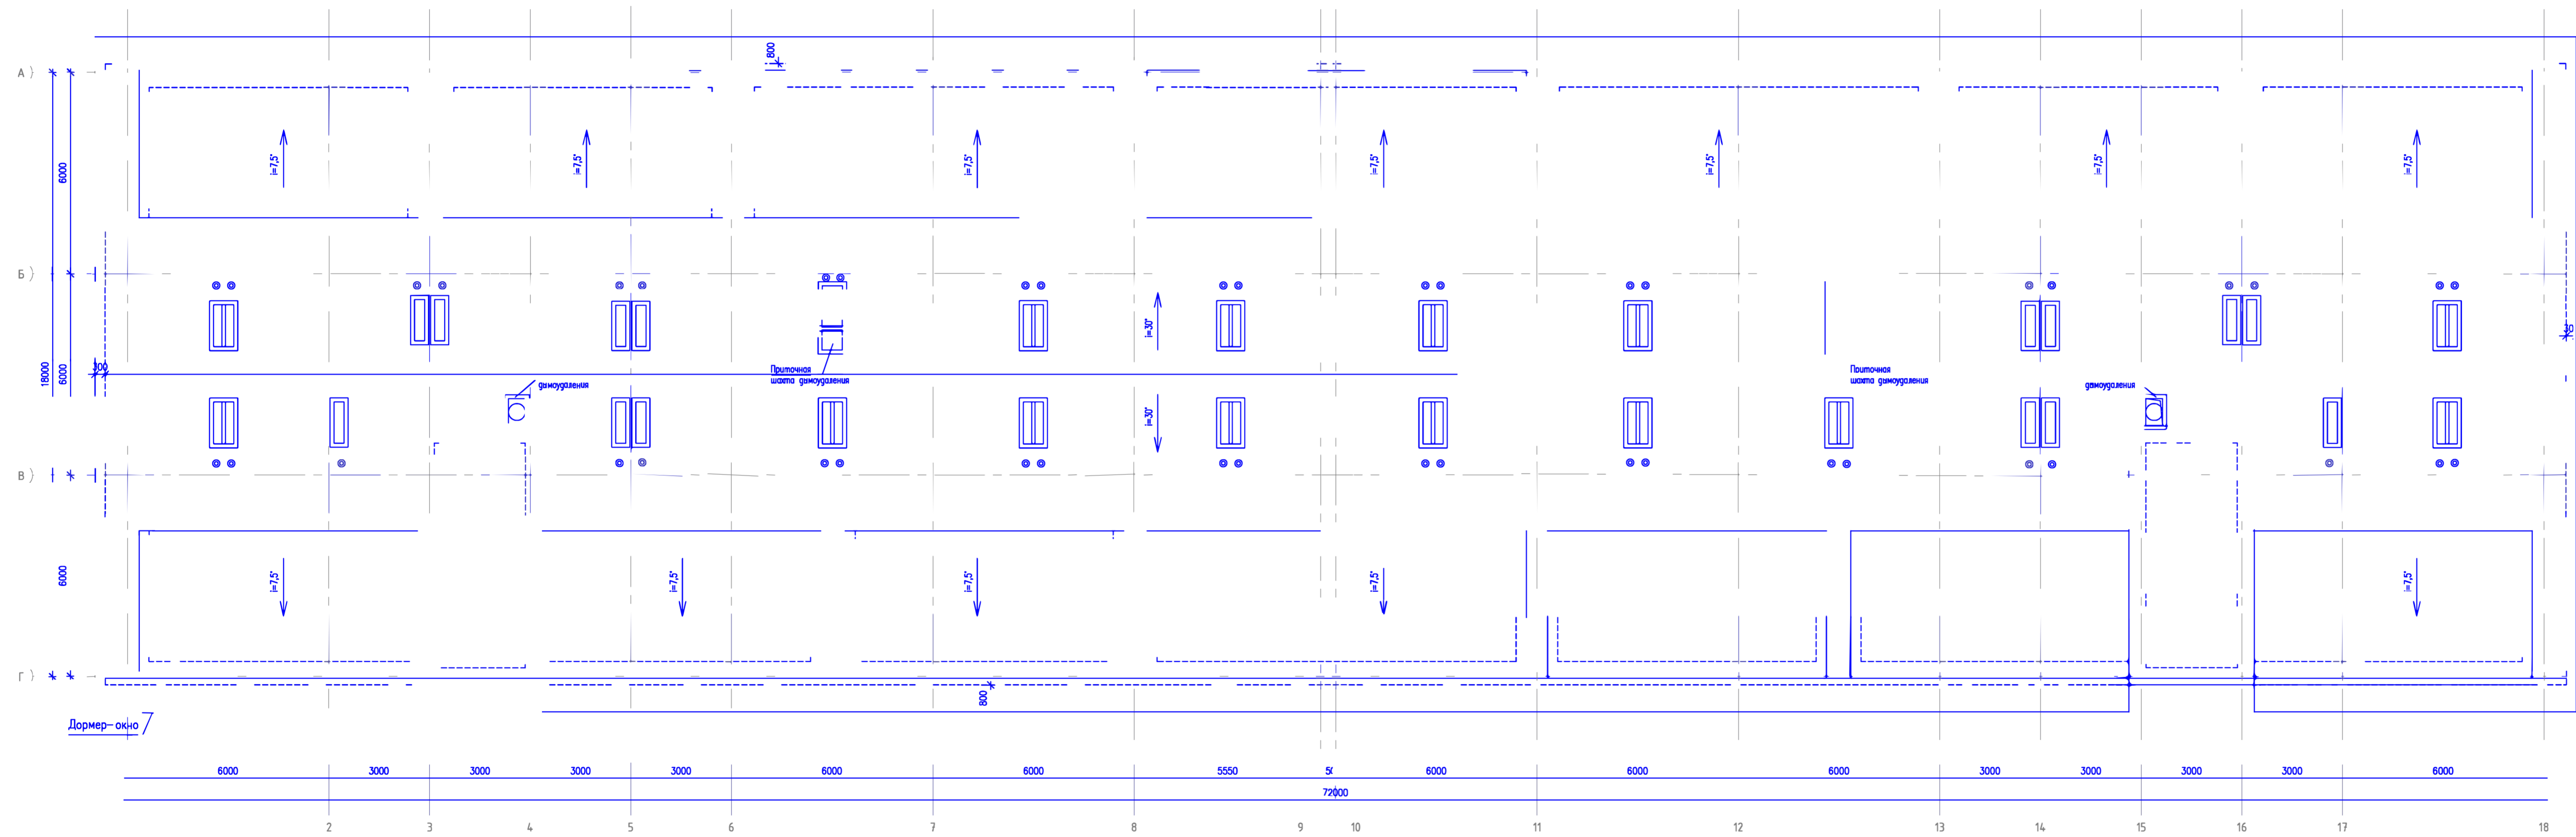 800
А
6000
i=7,5°
i=7,5°
i=7,5°
i=7,5°
i=7,5°
i=7,5°
i=7,5°
Б
i=30°
30
18000
6000
300
Приточная
шахта дымоудаления
Приточная
шахта дымоудаления
дымоудаления
дымоудаления
i=30°
В
6000
i=7,5°
i=7,5°
i=7,5°
i=7,5°
i=7,5°
Г
800
Дормер-окно
6000 3000 3000 3000 3000 6000 6000 5550 6000 6000 6000 3000 3000 3000 3000 6000
72000
2 3 4 5 6 7 8 9 10 11 12 13 14 15 16 17 18